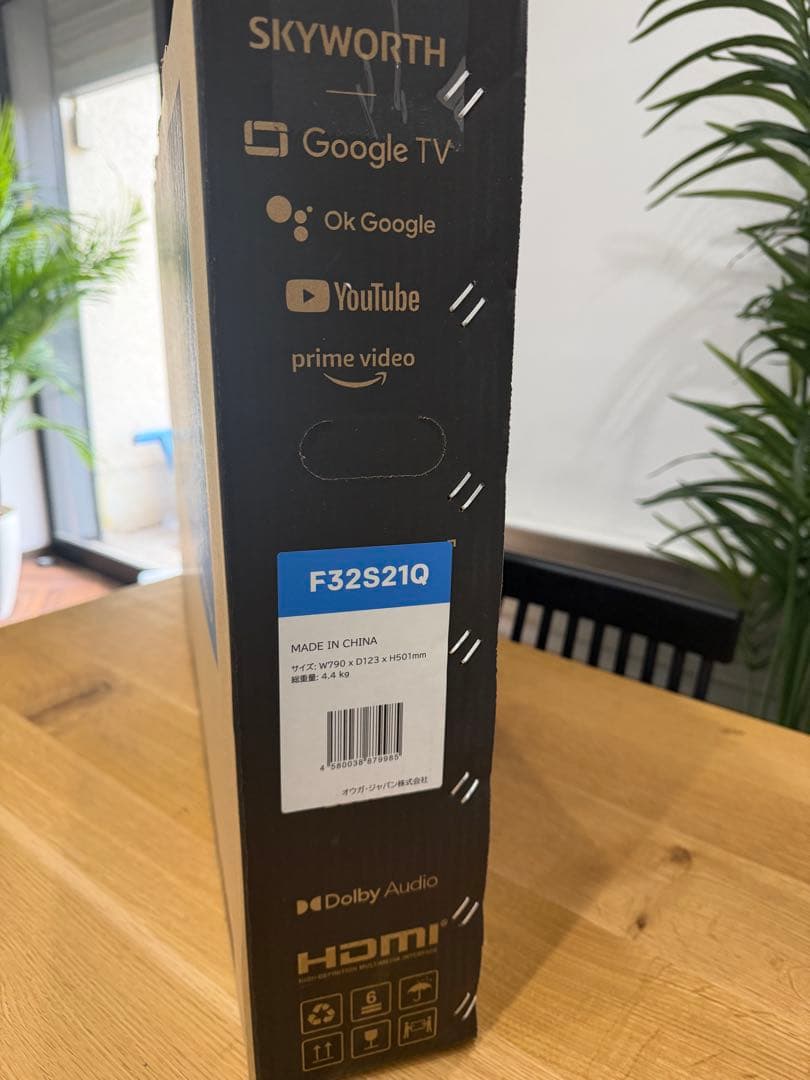 SKYWORTH
Google TV
Ok Google
YouTube
prime video
F32S21Q
MADE IN CHINA
サイズ: W790 x D123 x H501mm
総重量: 4.4 kg
4 580038 879985
オウガ・ジャパン株式会社
Dolby Audio
HDMI®
HIGH-DEFINITION MULTIMEDIA INTERFACE
6